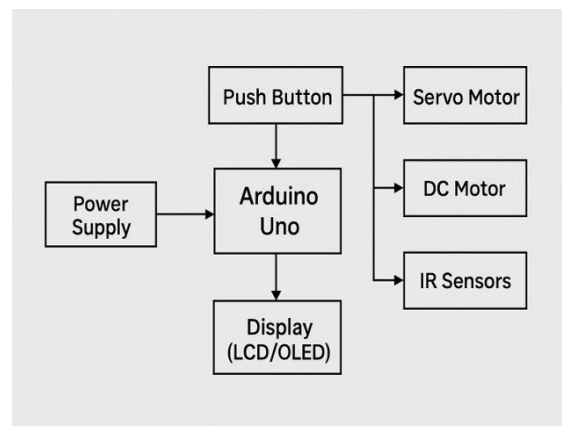 Push Button
Servo Motor
Power
Supply
Arduino
Uno
DC Motor
IR Sensors
Display
(LCD/OLED)